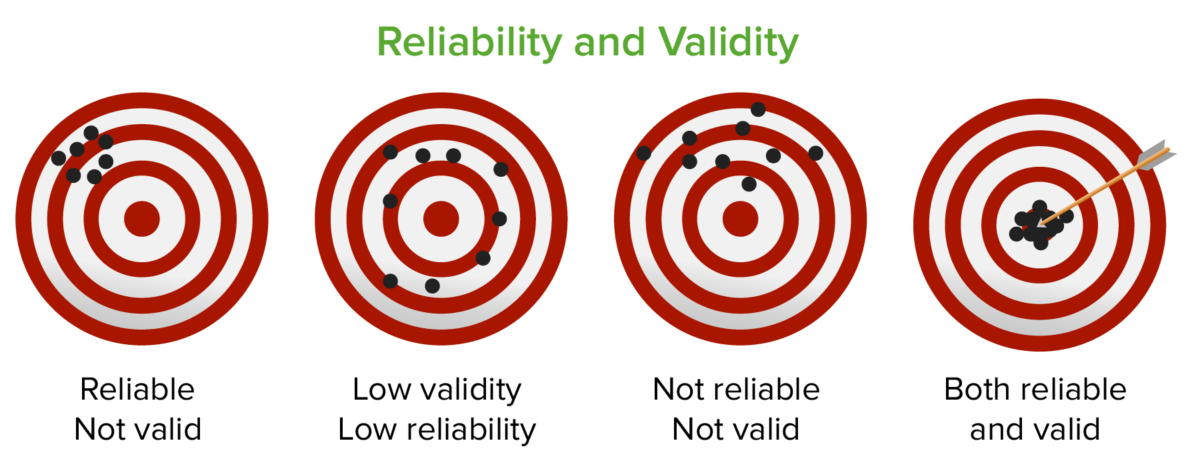 Reliability and Validity
Reliable
Not valid
Low validity
Low reliability
Not reliable
Not valid
Both reliable
and valid